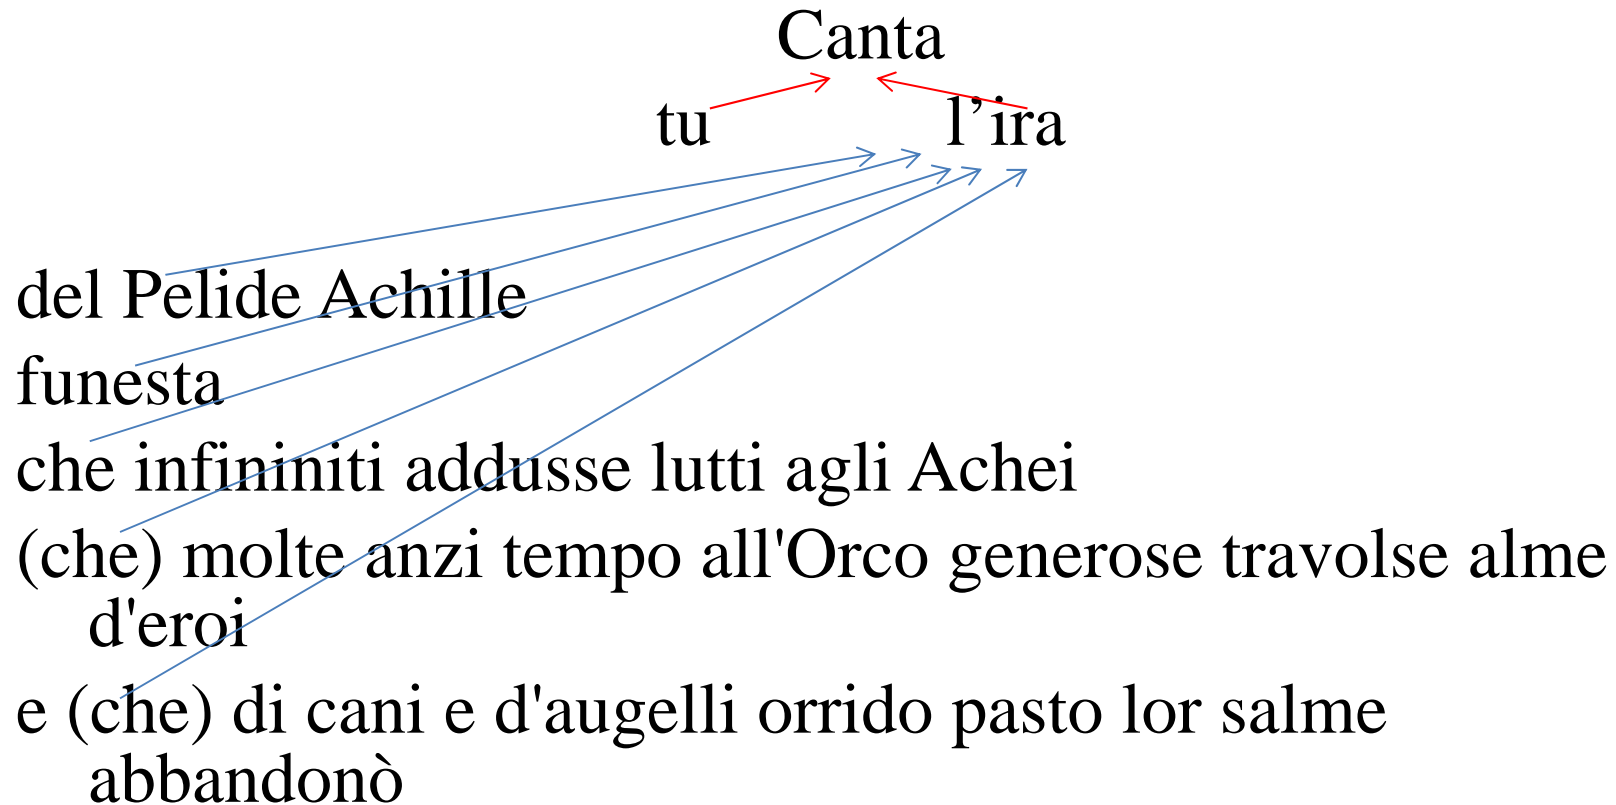 Canta
tu l’ira
del Pelide Achille
funesta
che infininiti addusse lutti agli Achei
(che) molte anzi tempo all'Orco generose travolse alme
d'eroi
e (che) di cani e d'augelli orrido pasto lor salme
abbandonò